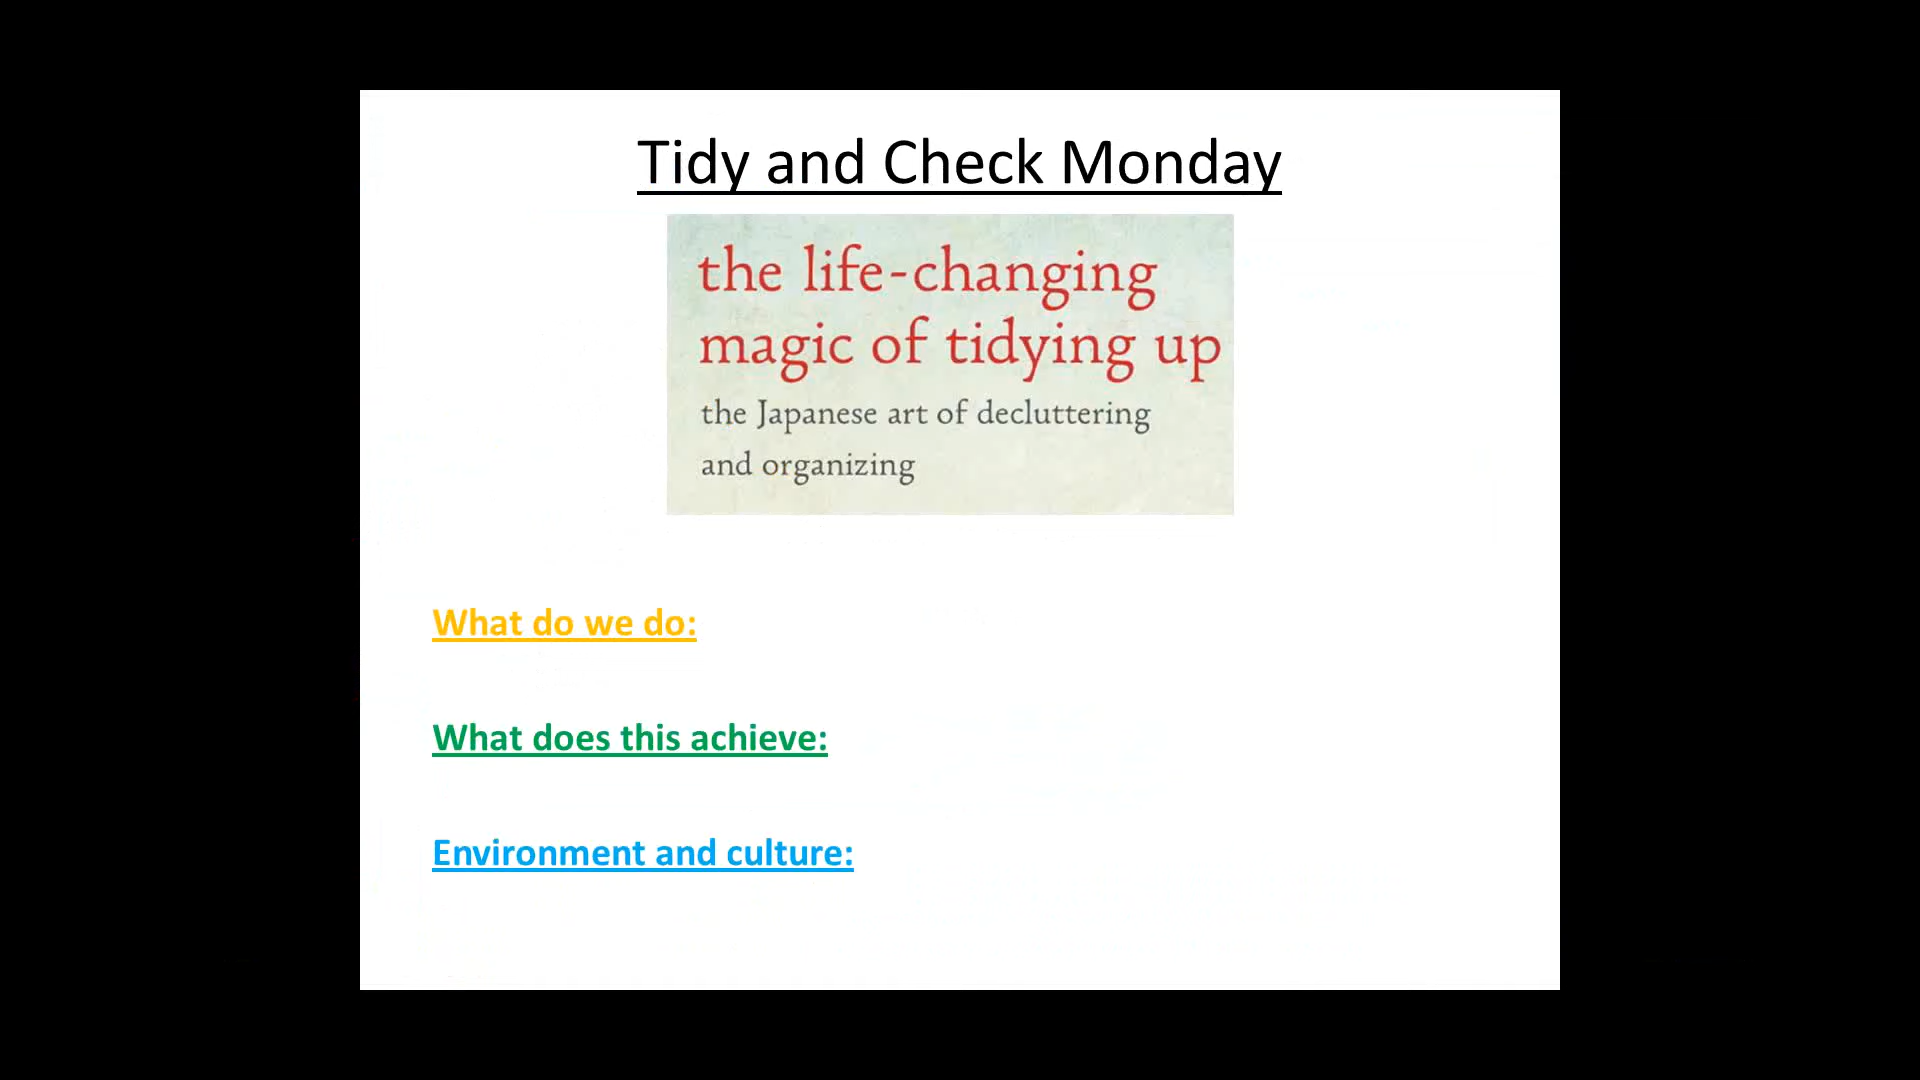 Tidy and Check Monday
the life-changing
magic of tidying up
the Japanese art of decluttering
and organizing
What do we do:
What does this achieve:
Environment and culture: